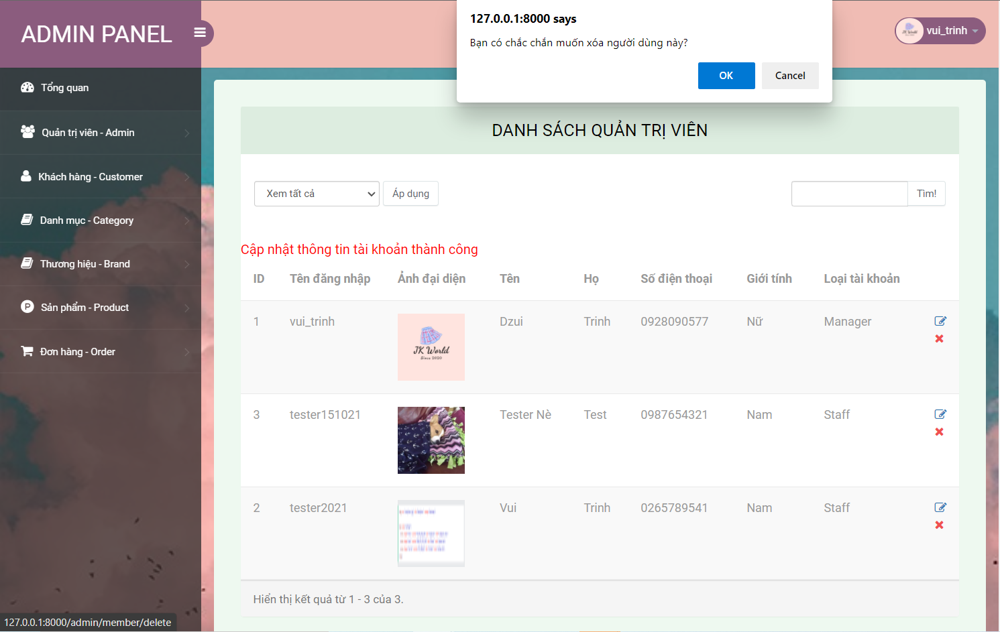 127.0.0.1:8000 says
Bạn có chắc chắn muốn xóa người dùng này?
OK
Cancel
ADMIN PANEL
vui_trinh
Tổng quan
Quản trị viên - Admin
Khách hàng - Customer
Danh mục - Category
Thương hiệu - Brand
Sản phẩm - Product
Đơn hàng - Order
DANH SÁCH QUẢN TRỊ VIÊN
Xem tất cả
Áp dụng
Tìm!
Cập nhật thông tin tài khoản thành công
ID Tên đăng nhập Ảnh đại diện Tên Họ Số điện thoại Giới tính Loại tài khoản
1 vui_trinh Dzui Trinh 0928090577 Nữ Manager
JK World
Since 2020
3 tester151021 Tester Nè Test 0987654321 Nam Staff
2 tester2021 Vui Trinh 0265789541 Nam Staff
Hiển thị kết quả từ 1 - 3 của 3.
127.0.0.1:8000/admin/member/delete